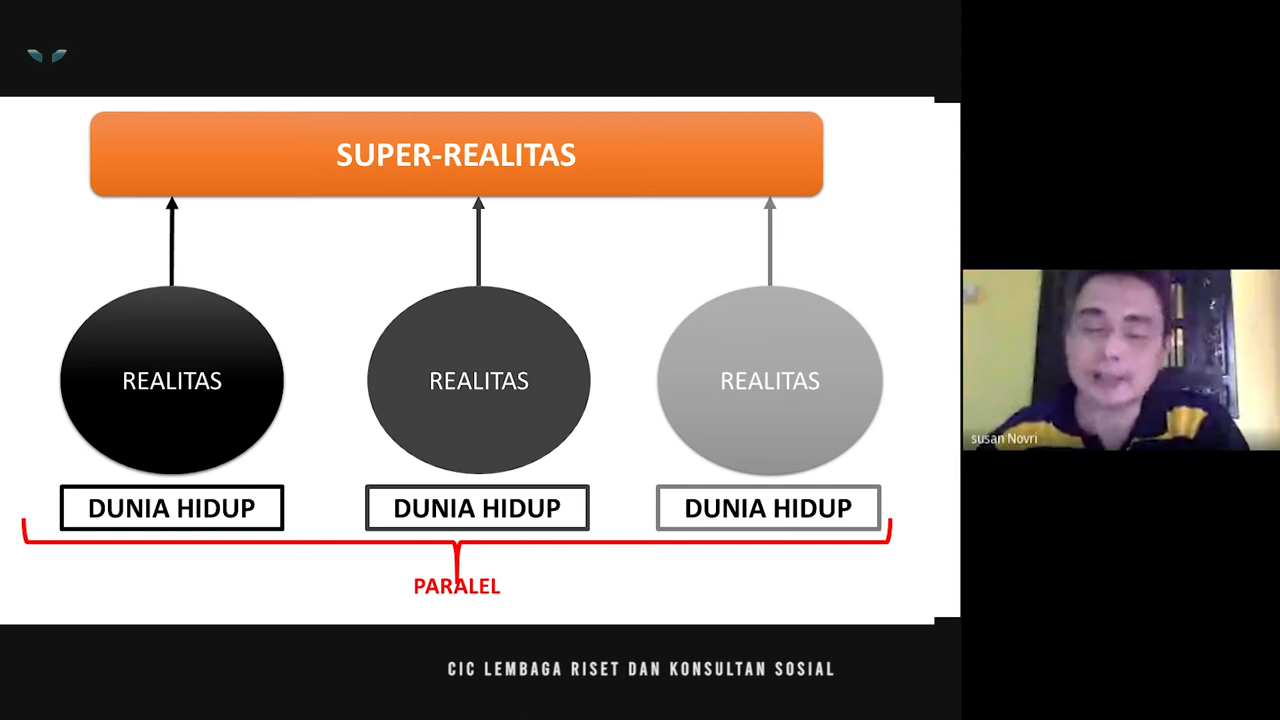 SUPER-REALITAS
REALITAS
REALITAS
REALITAS
DUNIA HIDUP
DUNIA HIDUP
DUNIA HIDUP
PARALEL
susan Novri
CIC LEMBAGA RISET DAN KONSULTAN SOSIAL